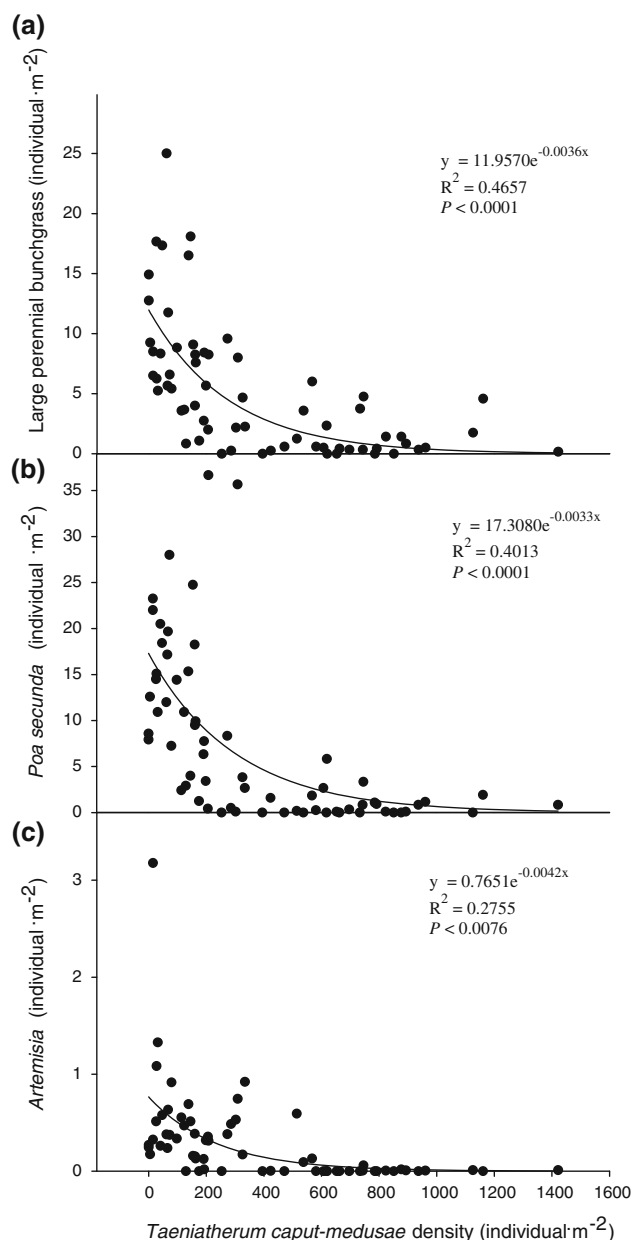 (a)
Large perennial bunchgrass (individual·m-2)
25
20
15
10
5
0
y = 11.9570e-0.0036x
R2 = 0.4657
P < 0.0001
(b)
Poa secunda (individual·m-2)
35
30
25
20
15
10
5
0
y = 17.3080e-0.0033x
R2 = 0.4013
P < 0.0001
(c)
Artemisia (individual·m-2)
3
2
1
0
y = 0.7651e-0.0042x
R2 = 0.2755
P < 0.0076
0 200 400 600 800 1000 1200 1400 1600
Taeniatherum caput-medusae density (individual·m-2)